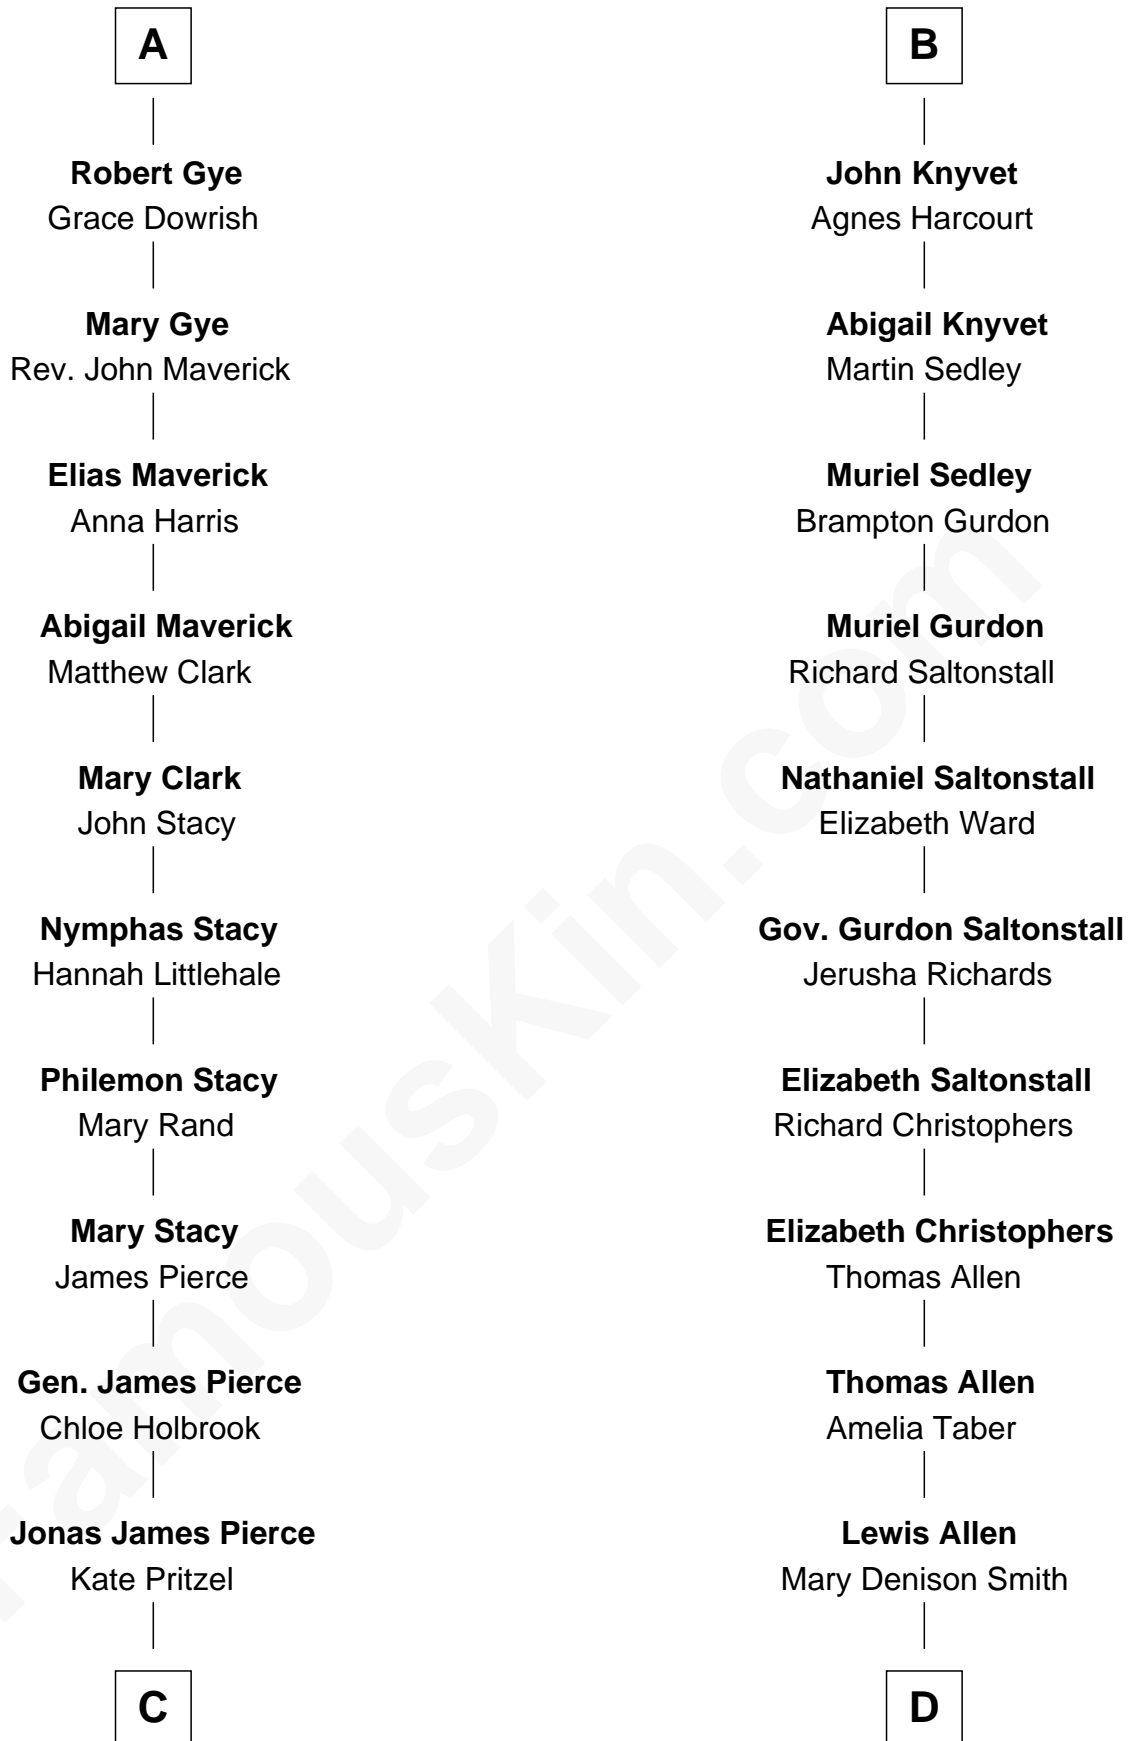 A
Robert Gye
Grace Dowrish
Mary Gye
Rev. John Maverick
Elias Maverick
Anna Harris
Abigail Maverick
Matthew Clark
Mary Clark
John Stacy
Nymphas Stacy
Hannah Littlehale
Philemon Stacy
Mary Rand
Mary Stacy
James Pierce
Gen. James Pierce
Chloe Holbrook
Jonas James Pierce
Kate Pritzel
C
B
John Knyvet
Agnes Harcourt
Abigail Knyvet
Martin Sedley
Muriel Sedley
Brampton Gurdon
Muriel Gurdon
Richard Saltonstall
Nathaniel Saltonstall
Elizabeth Ward
Gov. Gurdon Saltonstall
Jerusha Richards
Elizabeth Saltonstall
Richard Christophers
Elizabeth Christophers
Thomas Allen
Thomas Allen
Amelia Taber
Lewis Allen
Mary Denison Smith
D
FamousKin.com